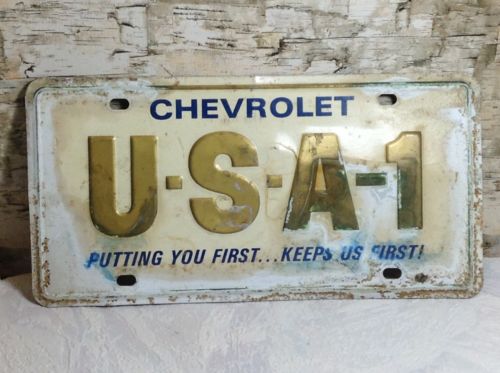 CHEVROLET
U·S·A-1
PUTTING YOU FIRST...KEEPS US FIRST!